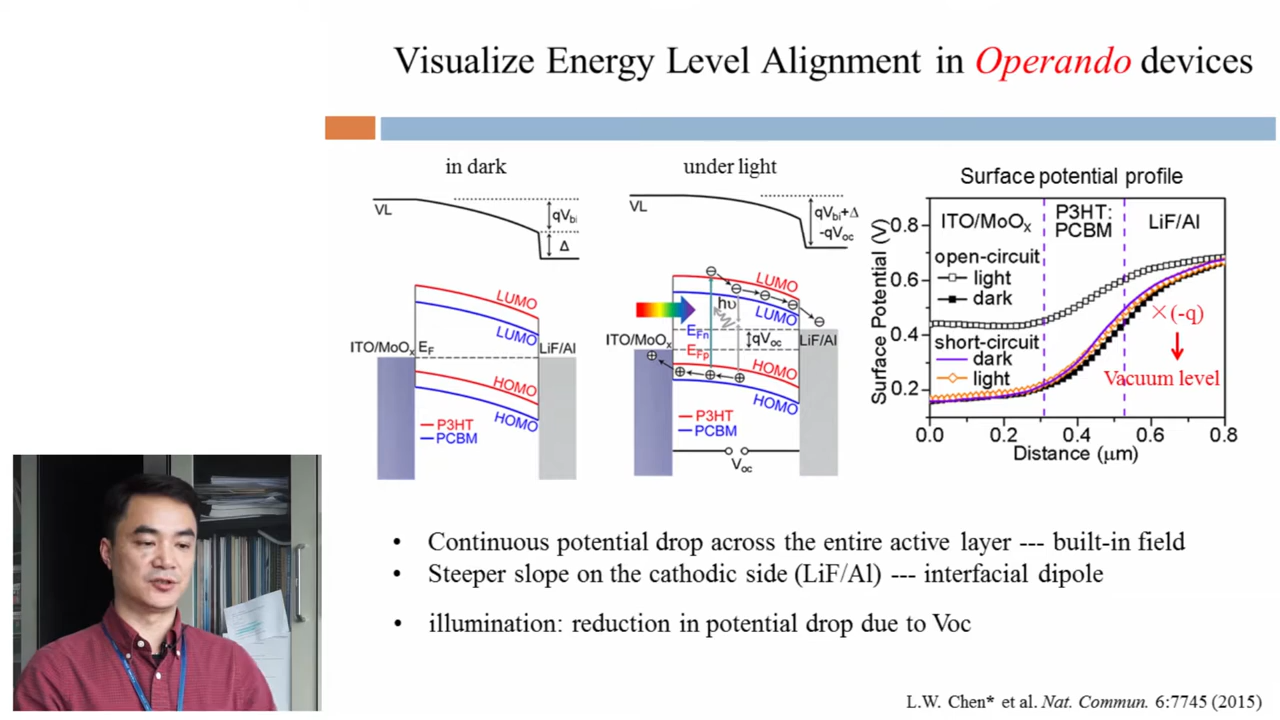 Visualize Energy Level Alignment in Operando devices
in dark
VL
qVbi
Δ
LUMO
LUMO
ITO/MoOx
EF
LiF/Al
HOMO
HOMO
P3HT
PCBM
under light
VL
qVbi+Δ
-qVoc
LUMO
hυ
LUMO
EFn
ITO/MoOx
qVoc
LiF/Al
EFp
HOMO
HOMO
P3HT
PCBM
Voc
Surface potential profile
Surface Potential (V)
0.8
0.6
0.4
0.2
ITO/MoOx
P3HT:
PCBM
LiF/Al
open-circuit
light
dark
short-circuit
dark
light
×(-q)
Vacuum level
0.0 0.2 0.4 0.6 0.8
Distance (μm)
• Continuous potential drop across the entire active layer --- built-in field
• Steeper slope on the cathodic side (LiF/Al) --- interfacial dipole
• illumination: reduction in potential drop due to Voc
L.W. Chen* et al. Nat. Commun. 6:7745 (2015)